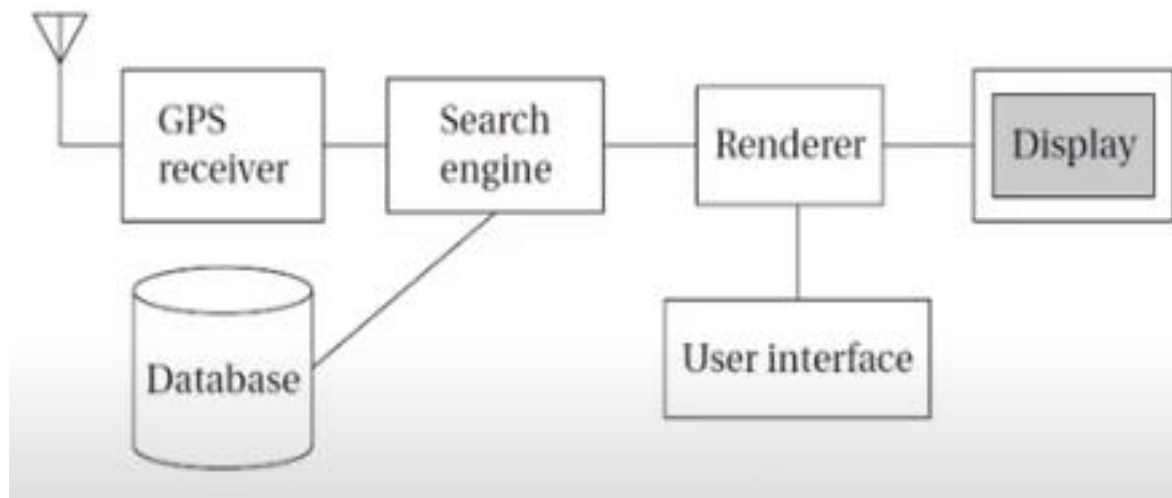 GPS
receiver
Search
engine
Renderer
Display
Database
User interface